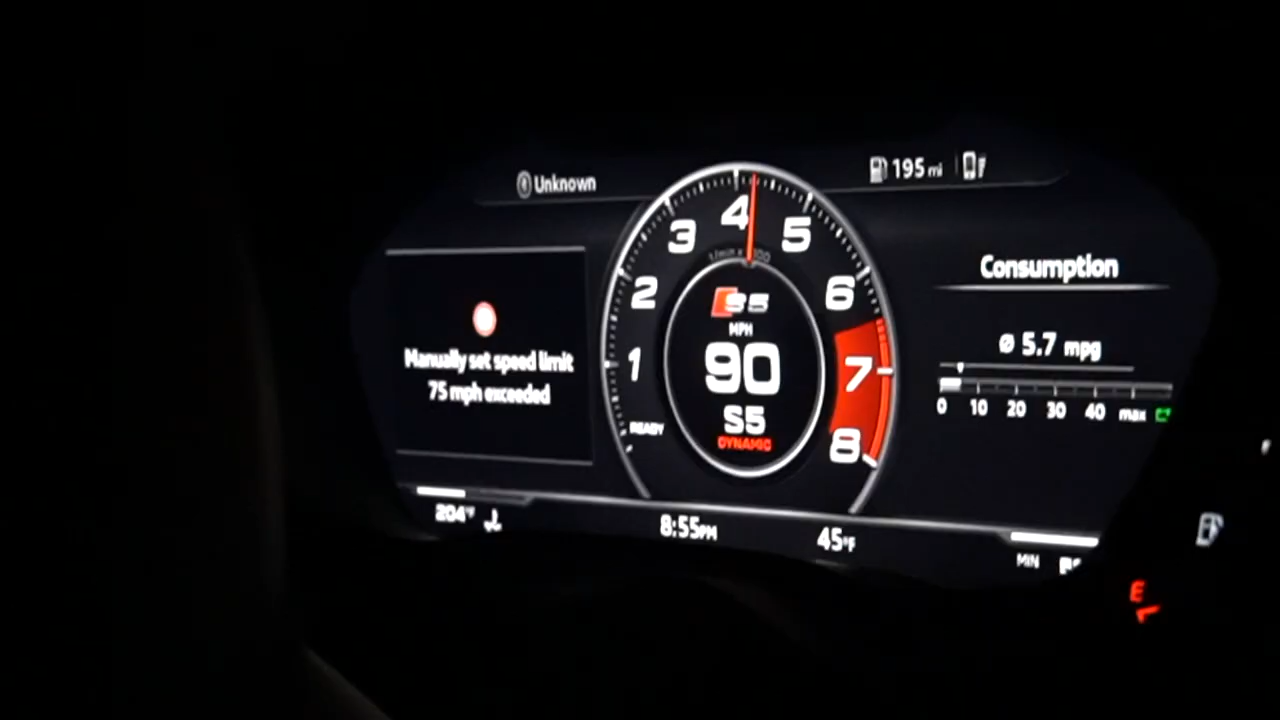 Unknown
195 mi
Manually set speed limit
75 mph exceeded
1
2
3
4
5
6
7
8
READY
S5
MPH
90
S5
DYNAMIC
Consumption
Ø 5.7 mpg
0 10 20 30 40 max
204°F
8:55PM
45°F
MIN
E